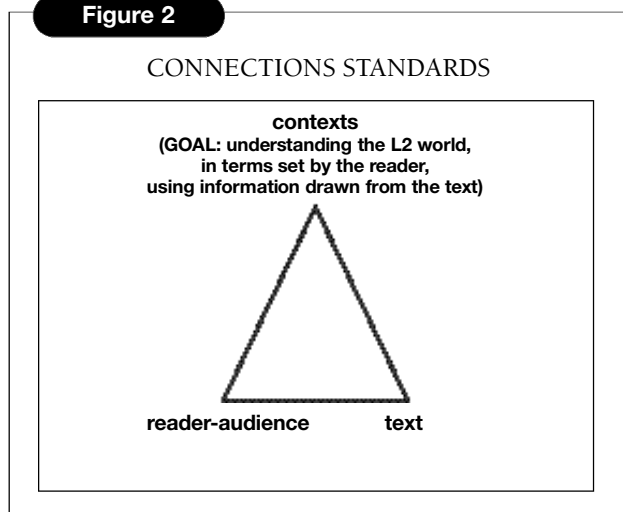 Figure 2
CONNECTIONS STANDARDS
contexts
(GOAL: understanding the L2 world,
in terms set by the reader,
using information drawn from the text)
reader-audience text